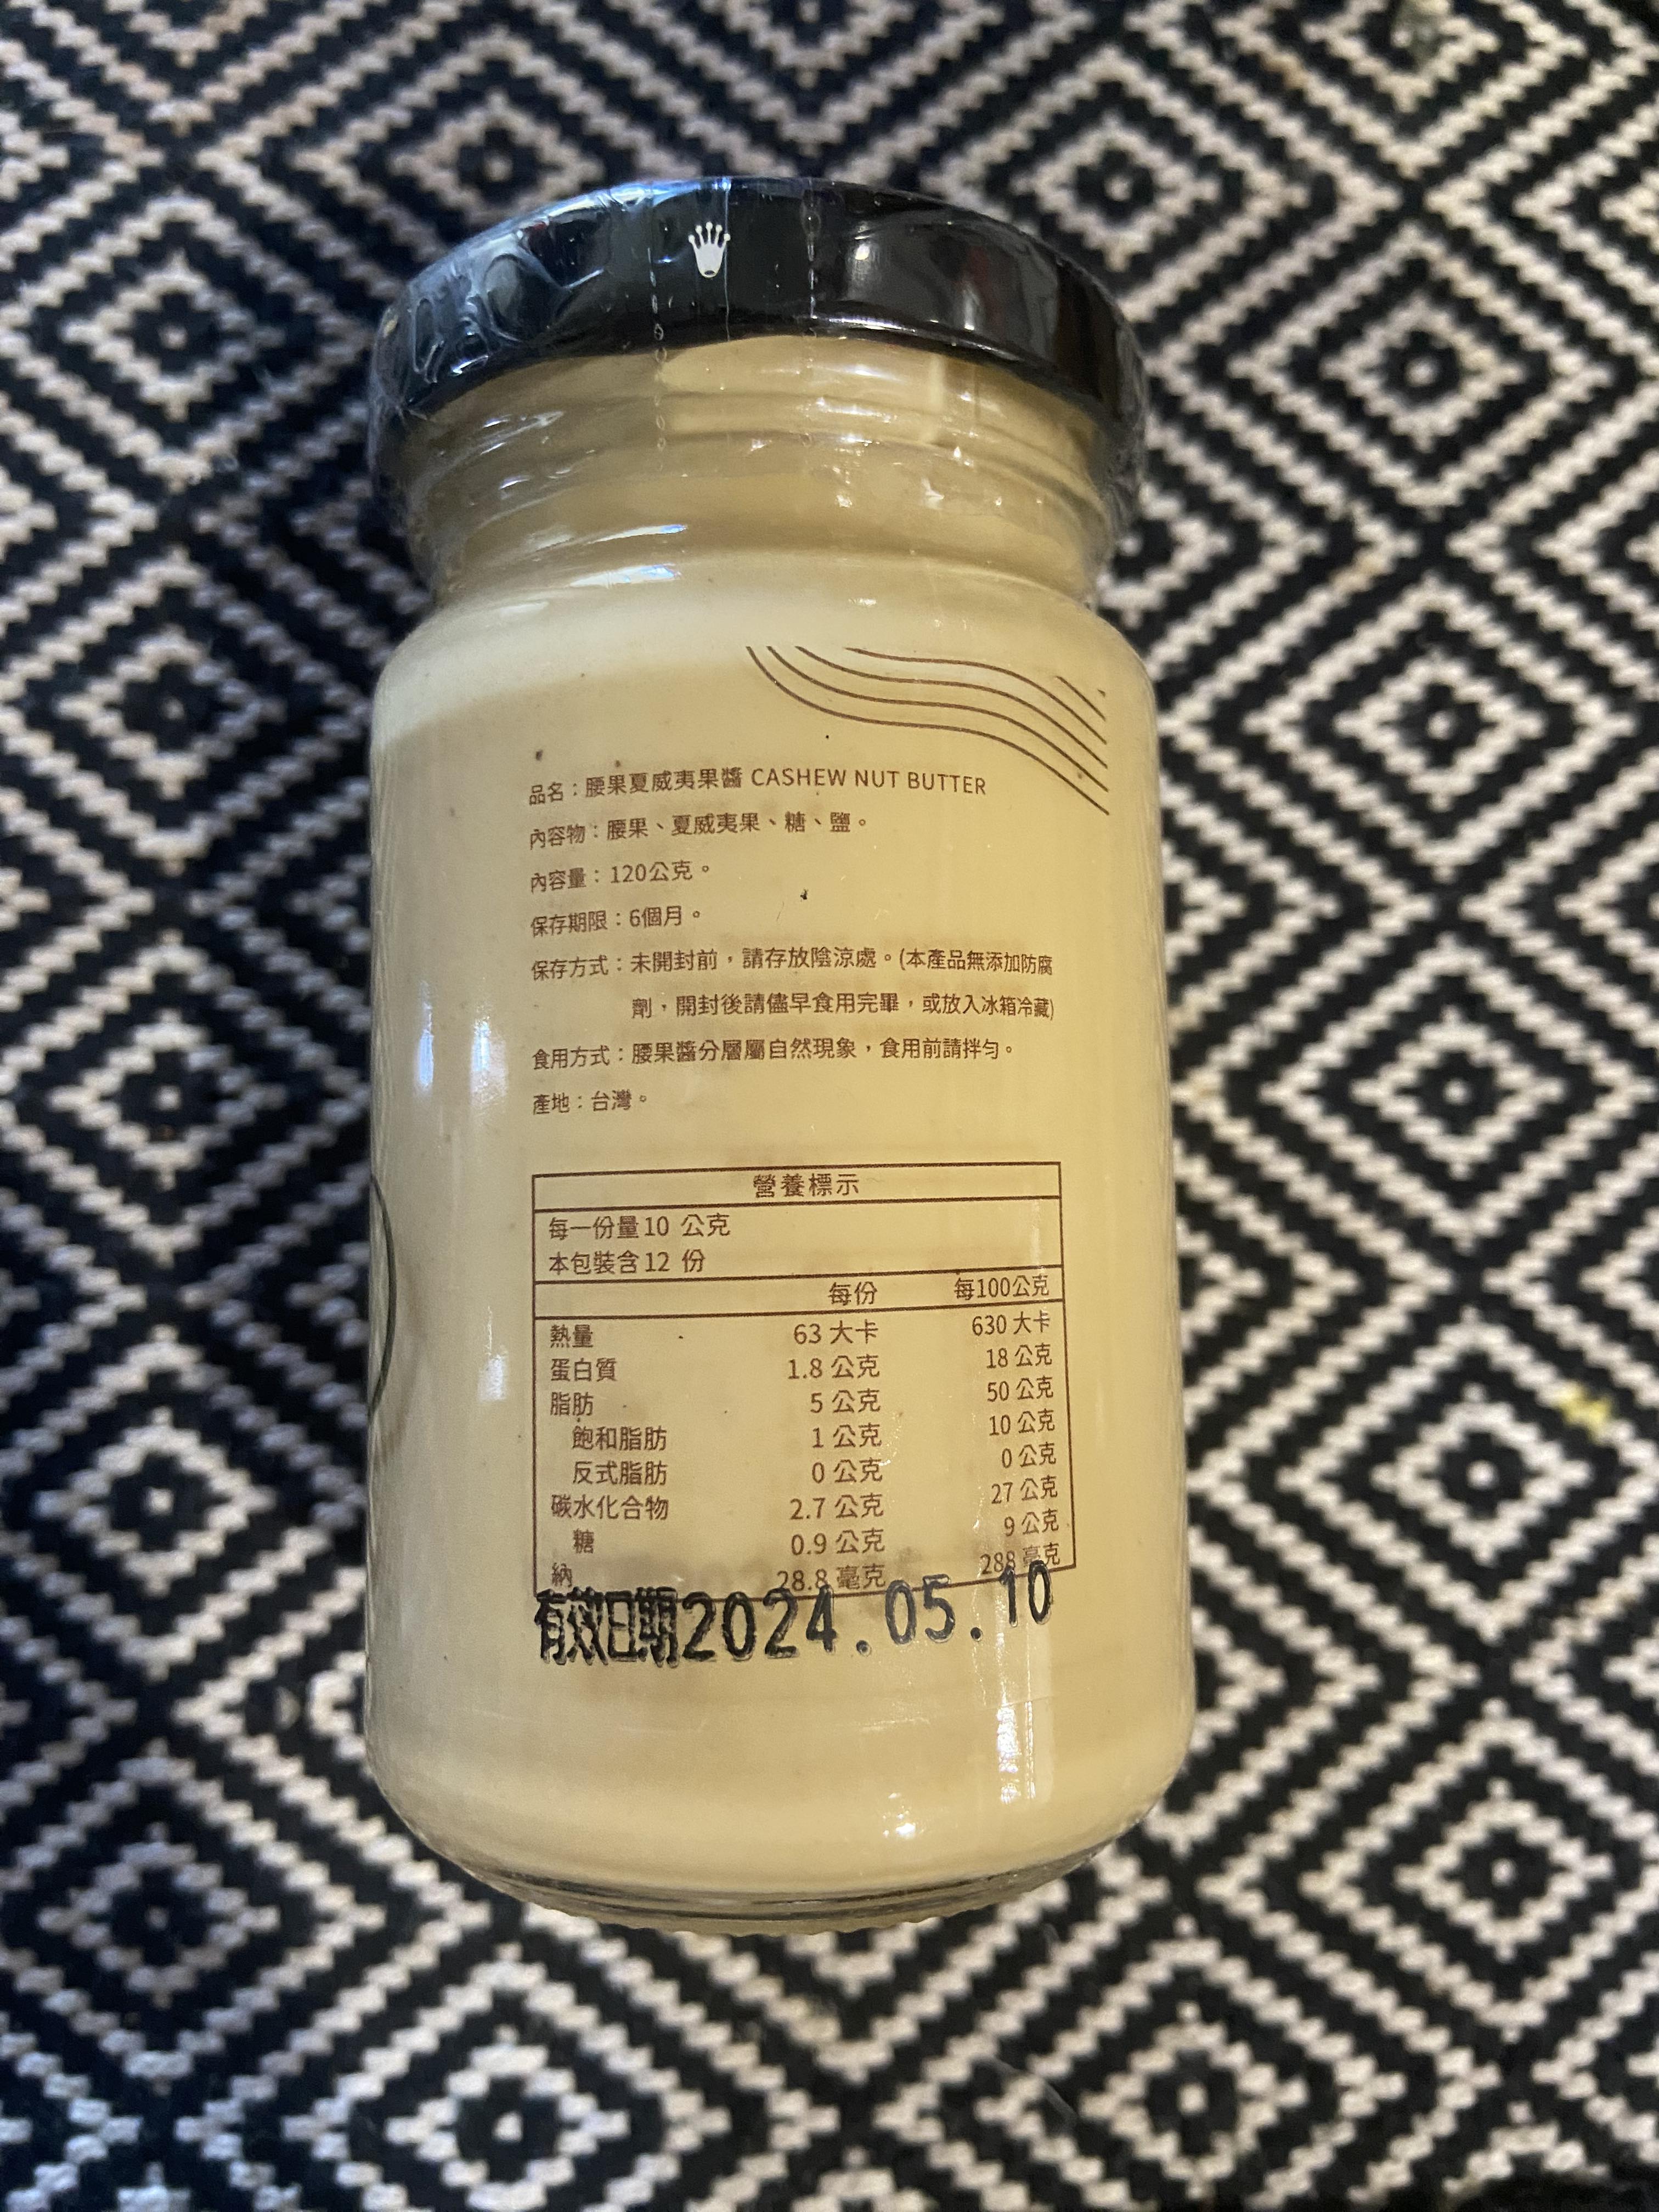 品名：腰果夏威夷果醬 CASHEW NUT BUTTER
內容物：腰果、夏威夷果、糖、鹽。
內容量：120公克。
保存期限：6個月。
保存方式：未開封前，請存放陰涼處。(本產品無添加防腐
劑，開封後請儘早食用完畢，或放入冰箱冷藏)
食用方式：腰果醬分層屬自然現象，食用前請拌勻。
產地：台灣。
營養標示
每一份量10 公克
本包裝含12 份
每份 每100公克
熱量 63 大卡 630 大卡
蛋白質 1.8 公克 18 公克
脂肪 5 公克 50 公克
飽和脂肪 1 公克 10 公克
反式脂肪 0 公克 0 公克
碳水化合物 2.7 公克 27 公克
糖 0.9 公克 9 公克
納 28.8 毫克 288 毫克
有效日期2024.05.10